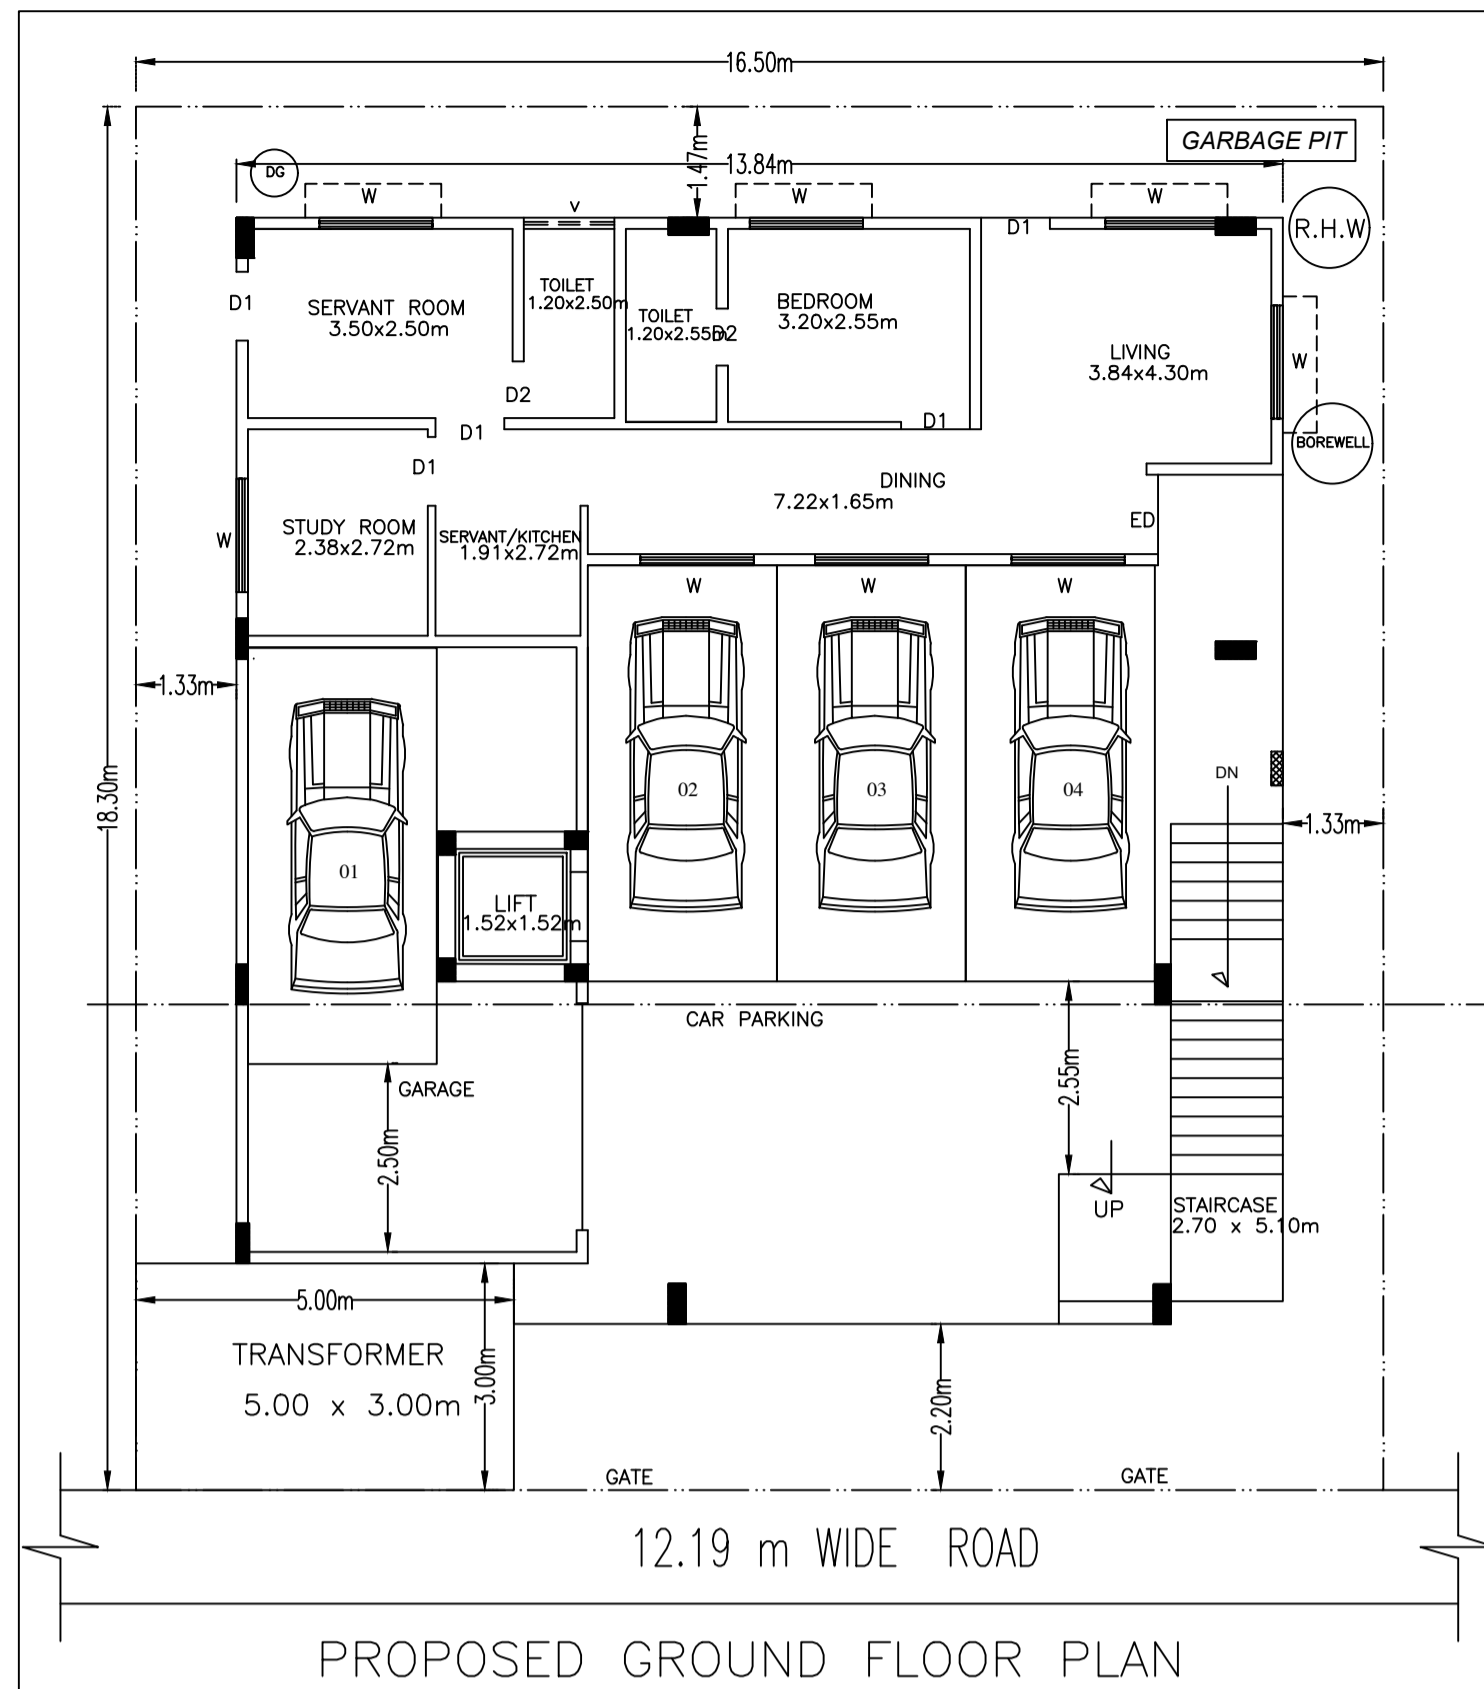 16.50m
GARBAGE PIT
1.47m
13.84m
DG
W
V
W
W
D1
R.H.W
D1
SERVANT ROOM
3.50x2.50m
TOILET
1.20x2.50m
TOILET
1.20x2.55m
D2
BEDROOM
3.20x2.55m
LIVING
3.84x4.30m
W
D2
D1
D1
BOREWELL
D1
DINING
7.22x1.65m
ED
W
STUDY ROOM
2.38x2.72m
SERVANT/KITCHEN
1.91x2.72m
W
W
W
1.33m
18.30m
02
03
04
DN
1.33m
01
LIFT
1.52x1.52m
CAR PARKING
GARAGE
2.55m
2.50m
UP
STAIRCASE
2.70 x 5.10m
5.00m
TRANSFORMER
5.00 x 3.00m
3.00m
2.20m
GATE
GATE
12.19 m WIDE ROAD
PROPOSED GROUND FLOOR PLAN